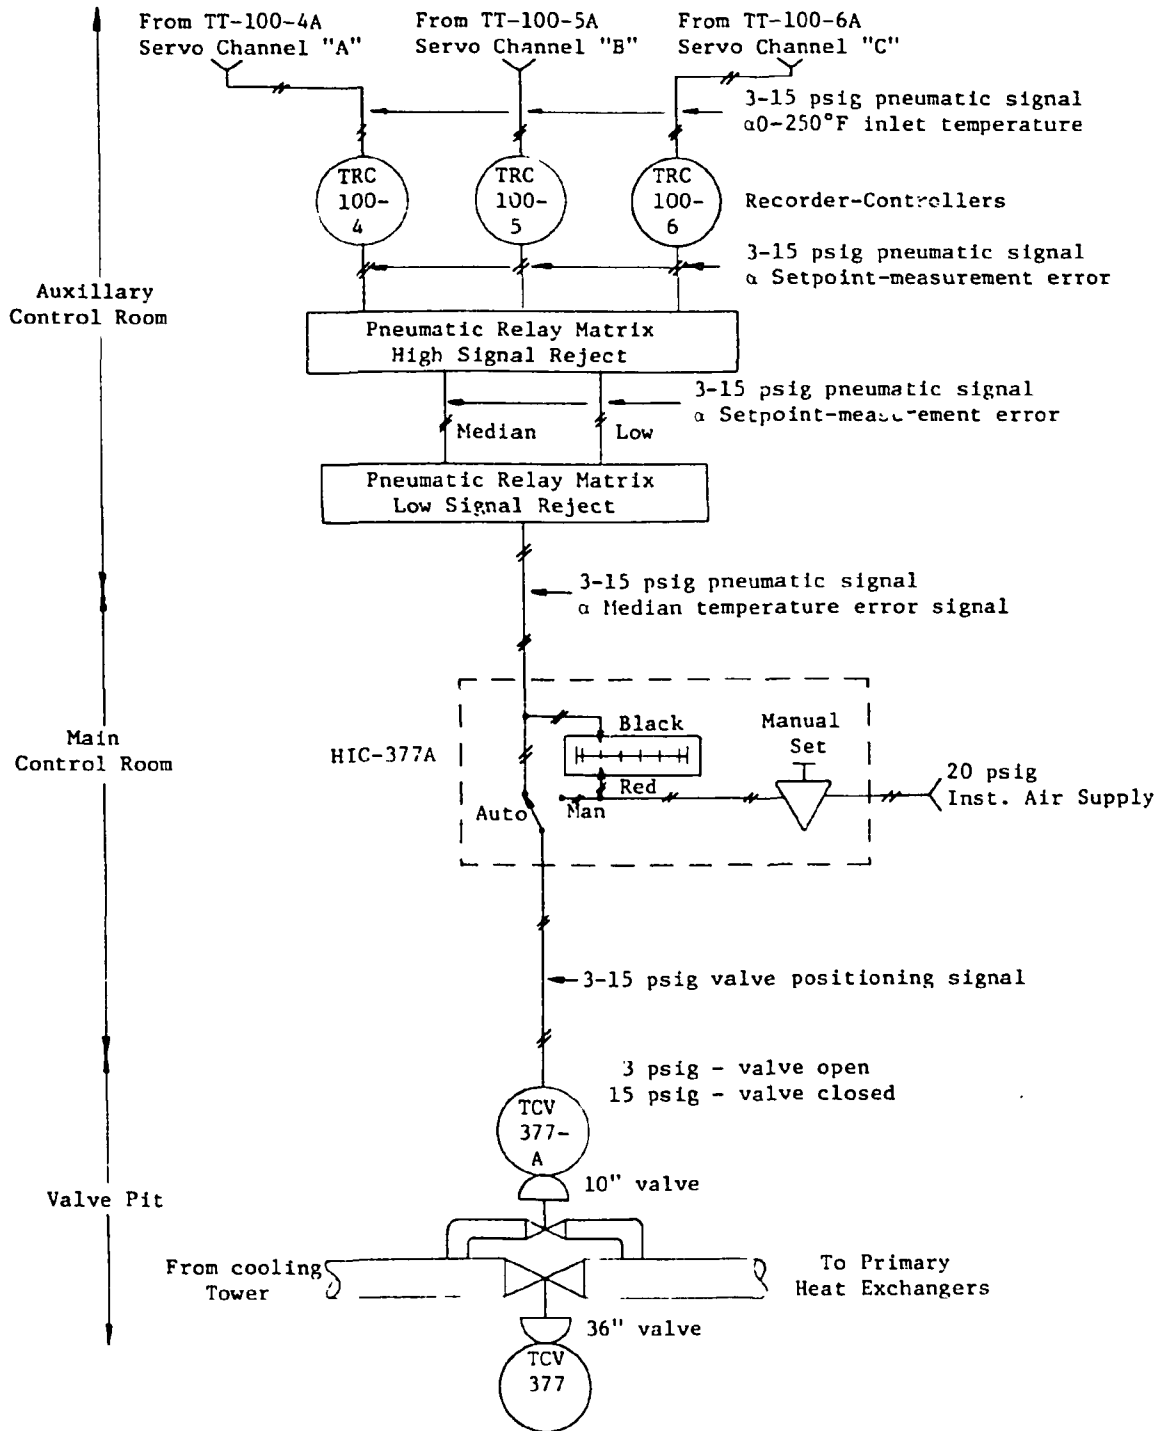 From TT-100-4A
Servo Channel "A"
From TT-100-5A
Servo Channel "B"
From TT-100-6A
Servo Channel "C"
3-15 psig pneumatic signal
α0-250°F inlet temperature
TRC
100-
4
TRC
100-
5
TRC
100-
6
Recorder-Controllers
3-15 psig pneumatic signal
α Setpoint-measurement error
Auxillary
Control Room
Pneumatic Relay Matrix
High Signal Reject
3-15 psig pneumatic signal
α Setpoint-measurement error
Median
Low
Pneumatic Relay Matrix
Low Signal Reject
3-15 psig pneumatic signal
α Median temperature error signal
Main
Control Room
HIC-377A
Black
Manual
Set
Red
Auto
Man
20 psig
Inst. Air Supply
3-15 psig valve positioning signal
3 psig - valve open
15 psig - valve closed
TCV
377-
A
10" valve
Valve Pit
From cooling
Tower
To Primary
Heat Exchangers
36" valve
TCV
377